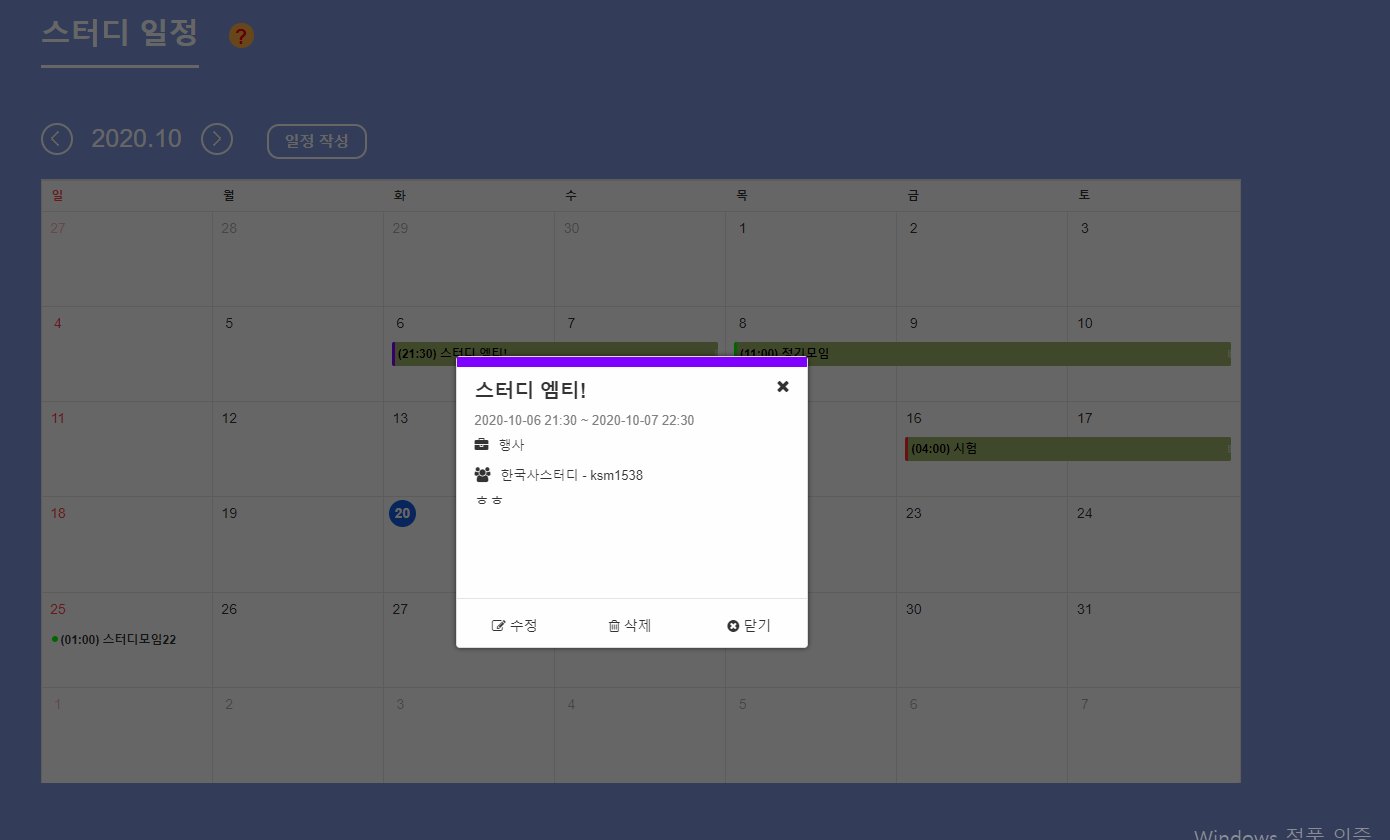 스터디 일정 ?
2020.10 일정 작성
일 월 화 수 목 금 토
27 28 29 30 1 2 3
4 5 6 7 8 9 10
(21:30) 스터디 엠티! (11:00) 정기모임
스터디 엠티!
2020-10-06 21:30 ~ 2020-10-07 22:30
행사
한국사스터디 - ksm1538
ㅎㅎ
수정 삭제 닫기
11 12 13 16 17
(04:00) 시험
18 19 20 23 24
25 26 27 30 31
(01:00) 스터디모임22
1 2 3 4 5 6 7
Windows 정품 인증